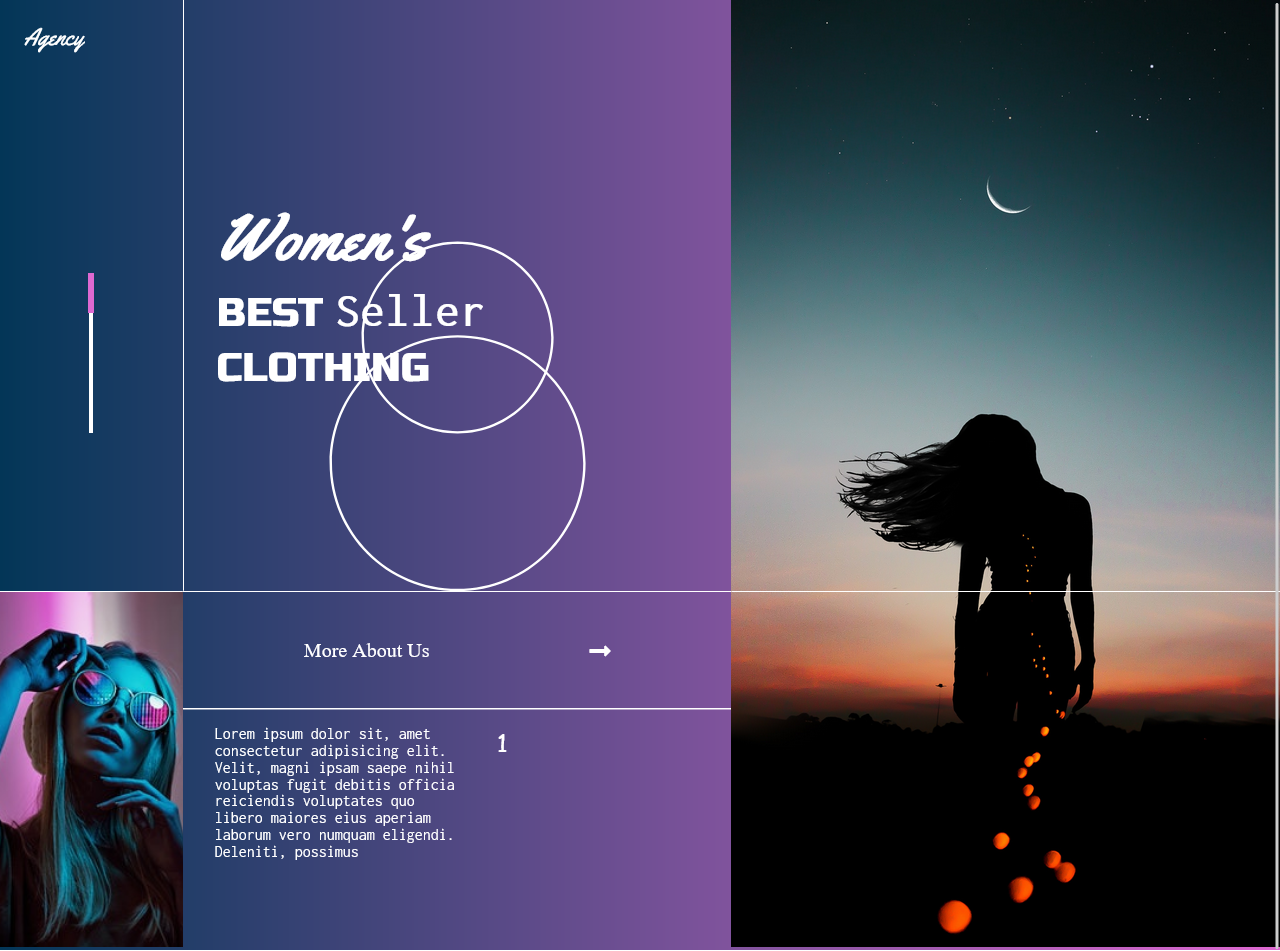 Agency
Women's
BEST Seller
CLOTHING
More About Us
Lorem ipsum dolor sit, amet
consectetur adipisicing elit.
Velit, magni ipsam saepe nihil
voluptas fugit debitis officia
reiciendis voluptates quo
libero maiores eius aperiam
laborum vero numquam eligendi.
Deleniti, possimus
1